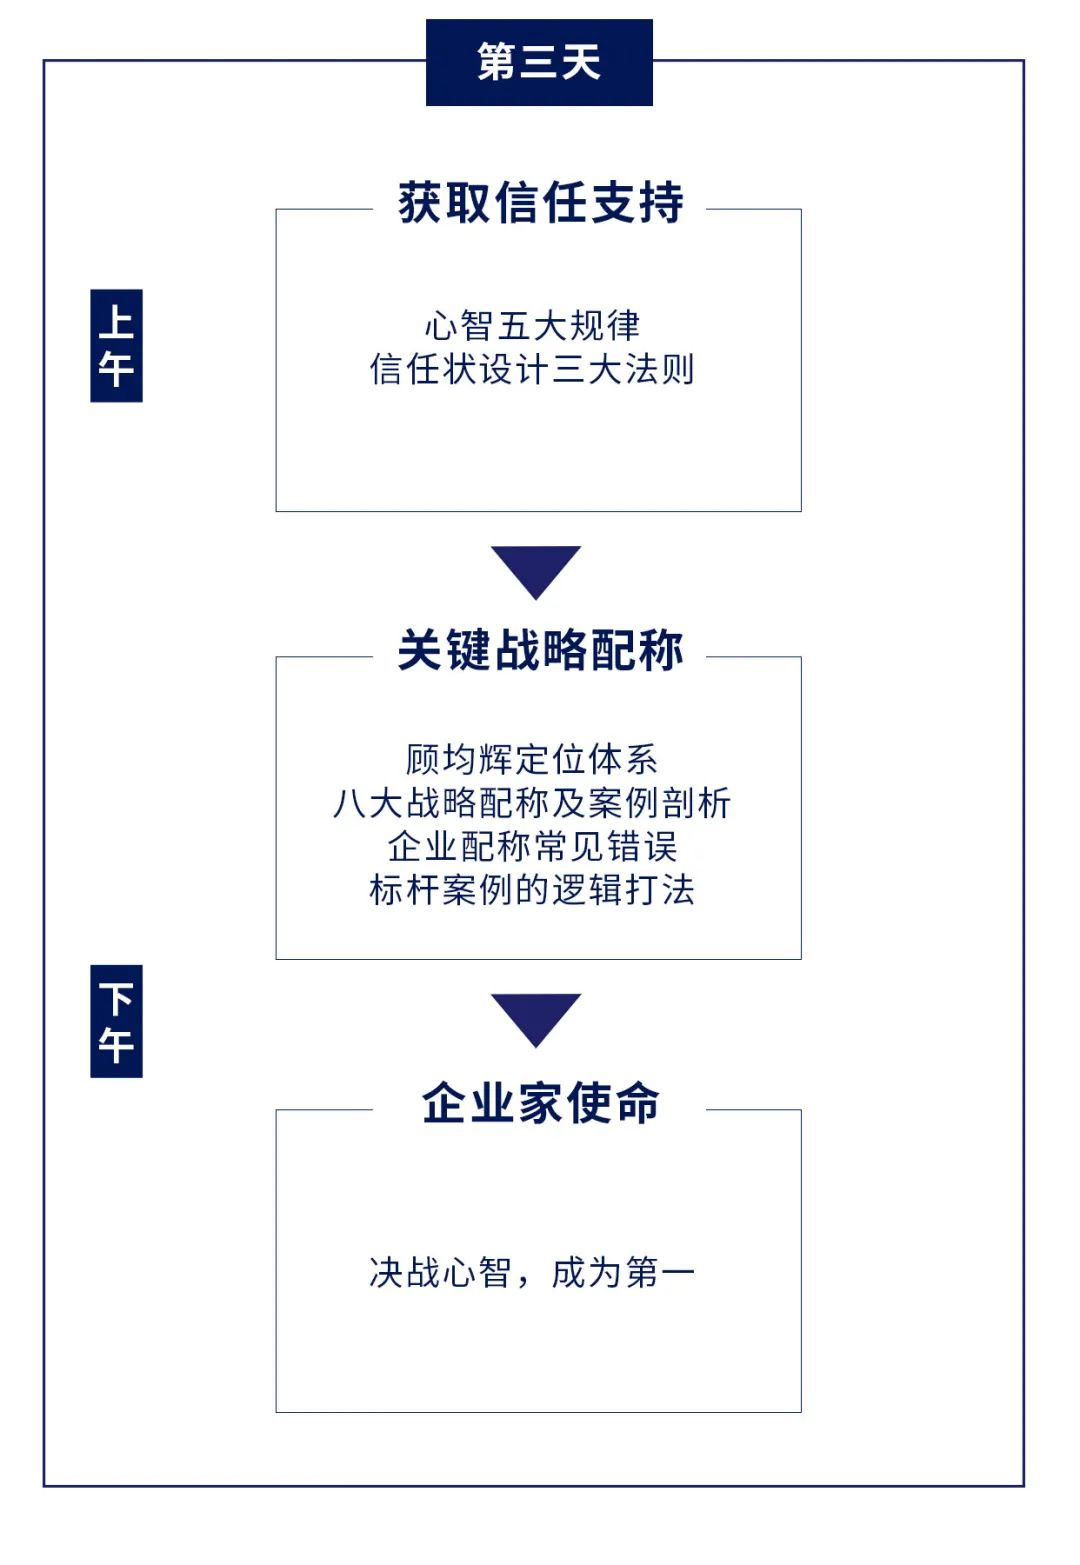 第三天
获取信任支持
上午
心智五大规律
信任状设计三大法则
关键战略配称
顾均辉定位体系
八大战略配称及案例剖析
企业配称常见错误
标杆案例的逻辑打法
下午
企业家使命
决战心智，成为第一